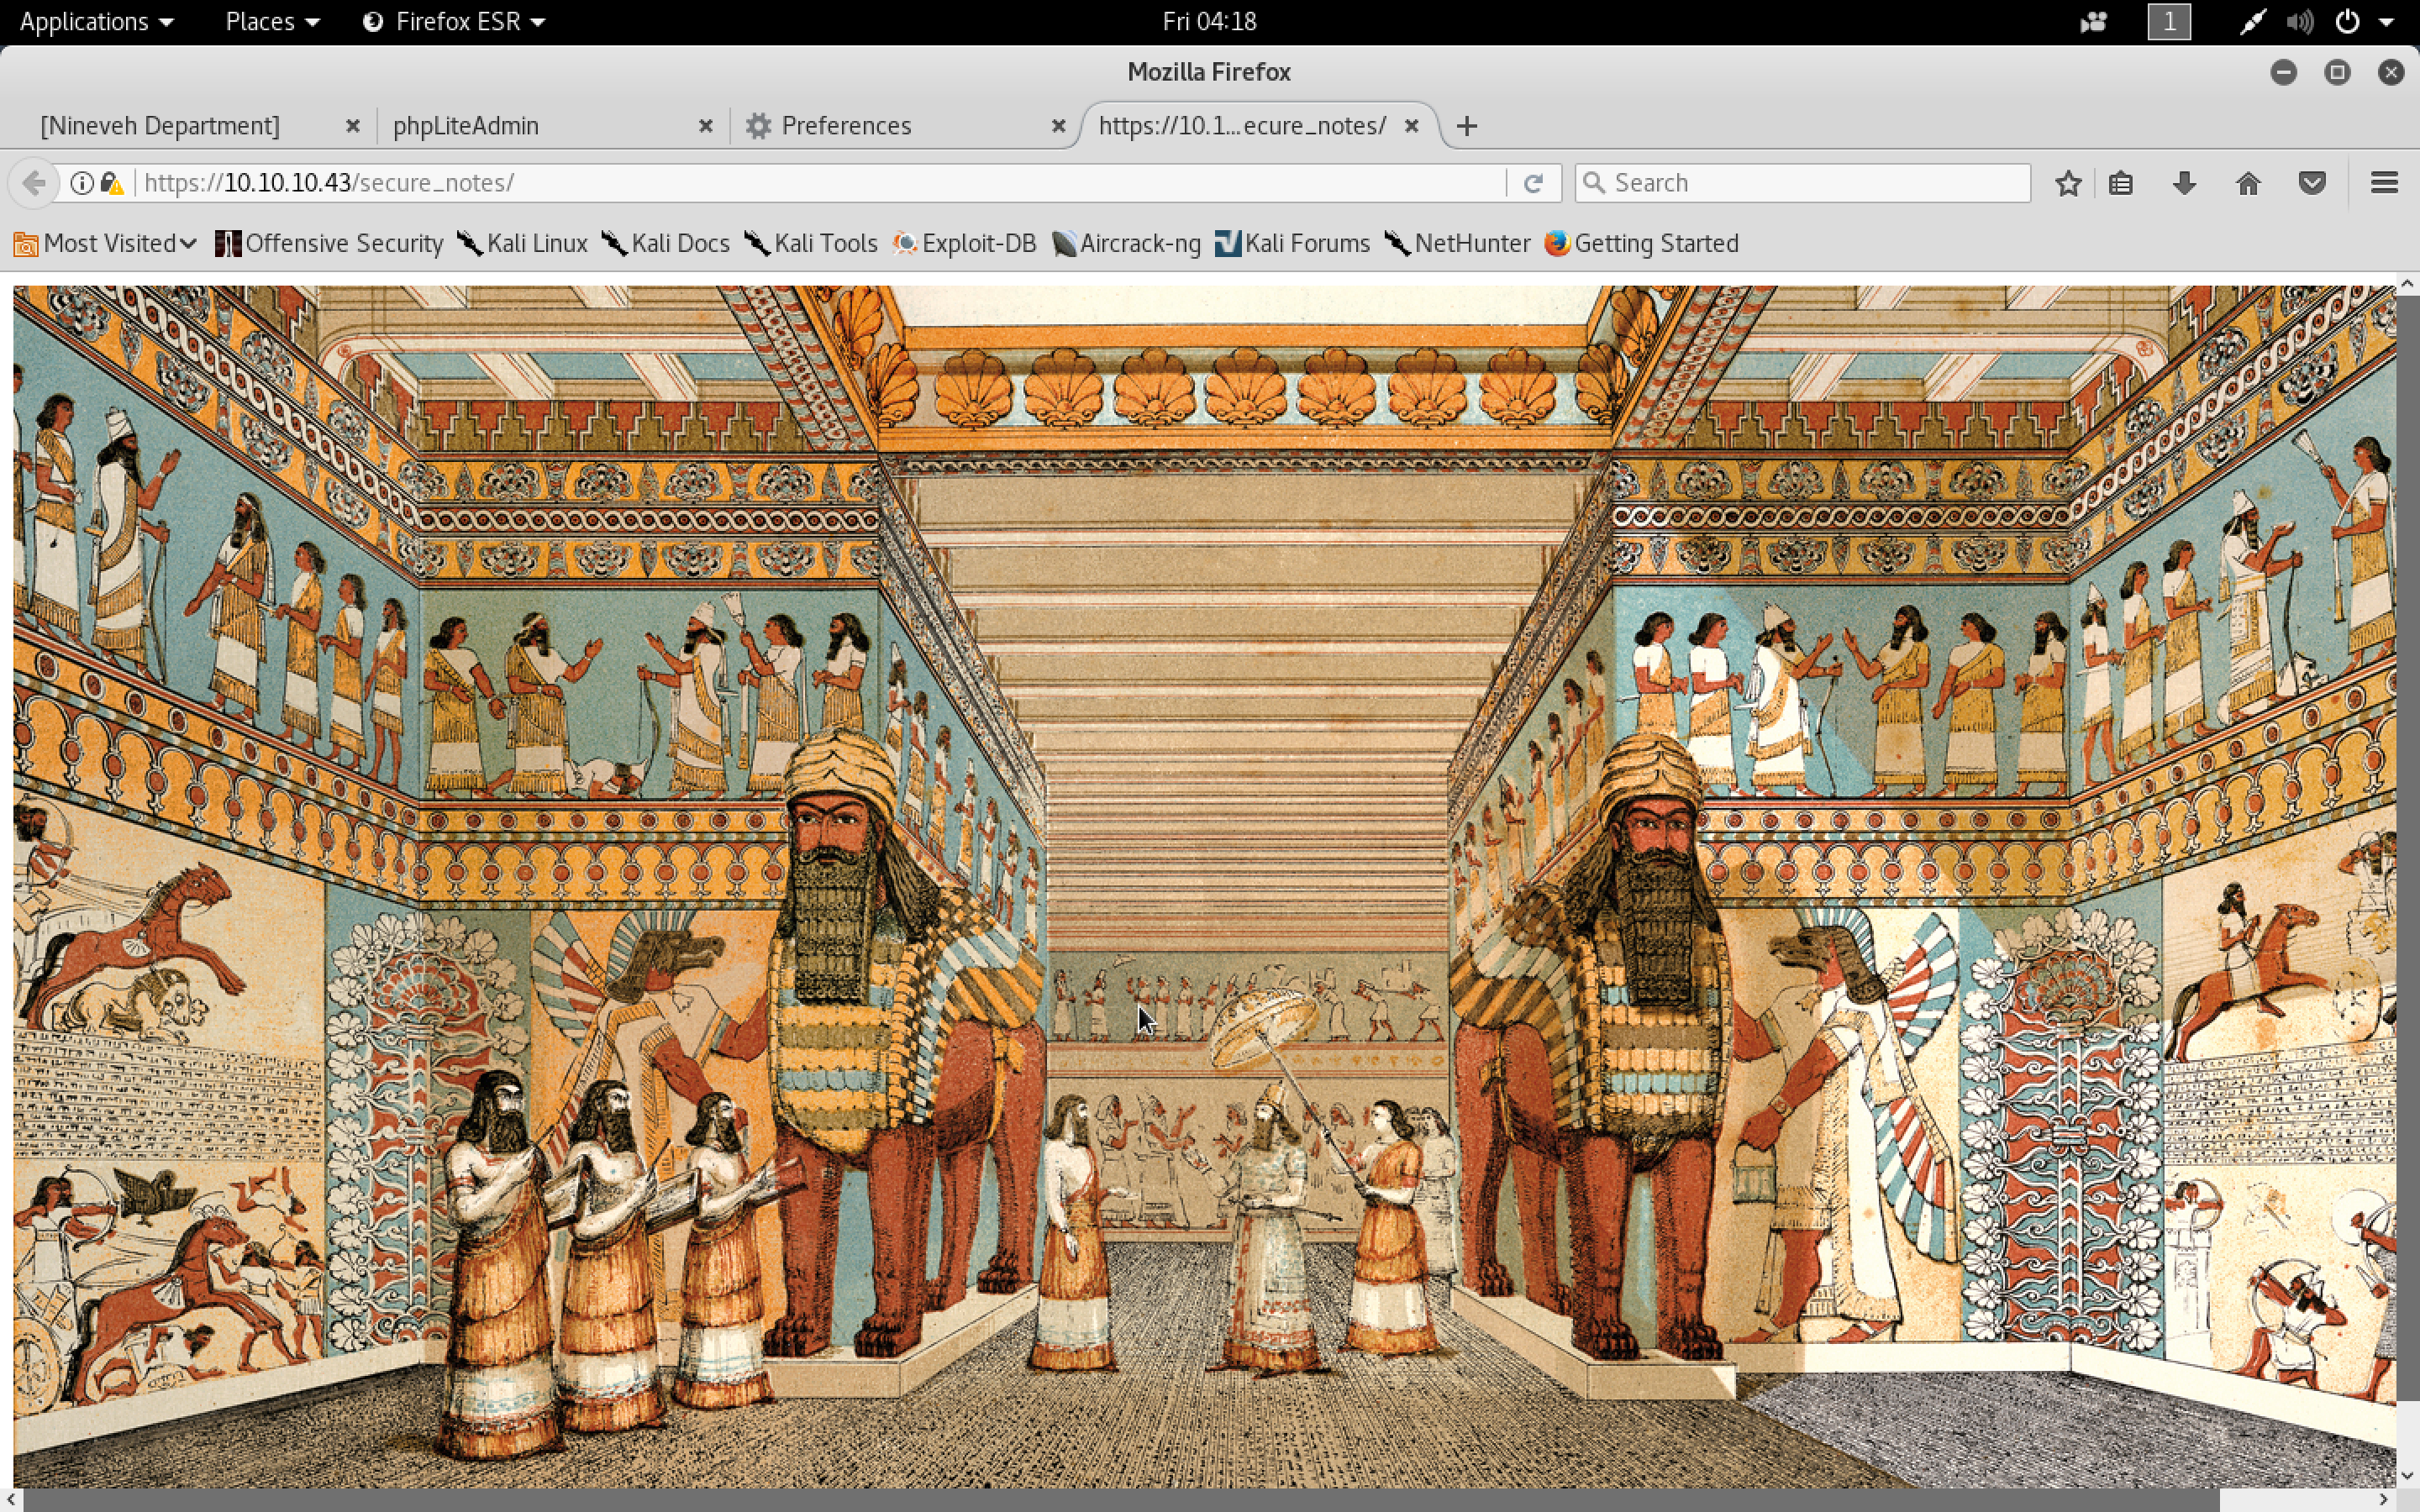 Applications Places Firefox ESR Fri 04:18 1
Mozilla Firefox
[Nineveh Department] phpLiteAdmin Preferences https://10.1...ecure_notes/
https://10.10.10.43/secure_notes/ Search
Most Visited Offensive Security Kali Linux Kali Docs Kali Tools Exploit-DB Aircrack-ng Kali Forums NetHunter Getting Started